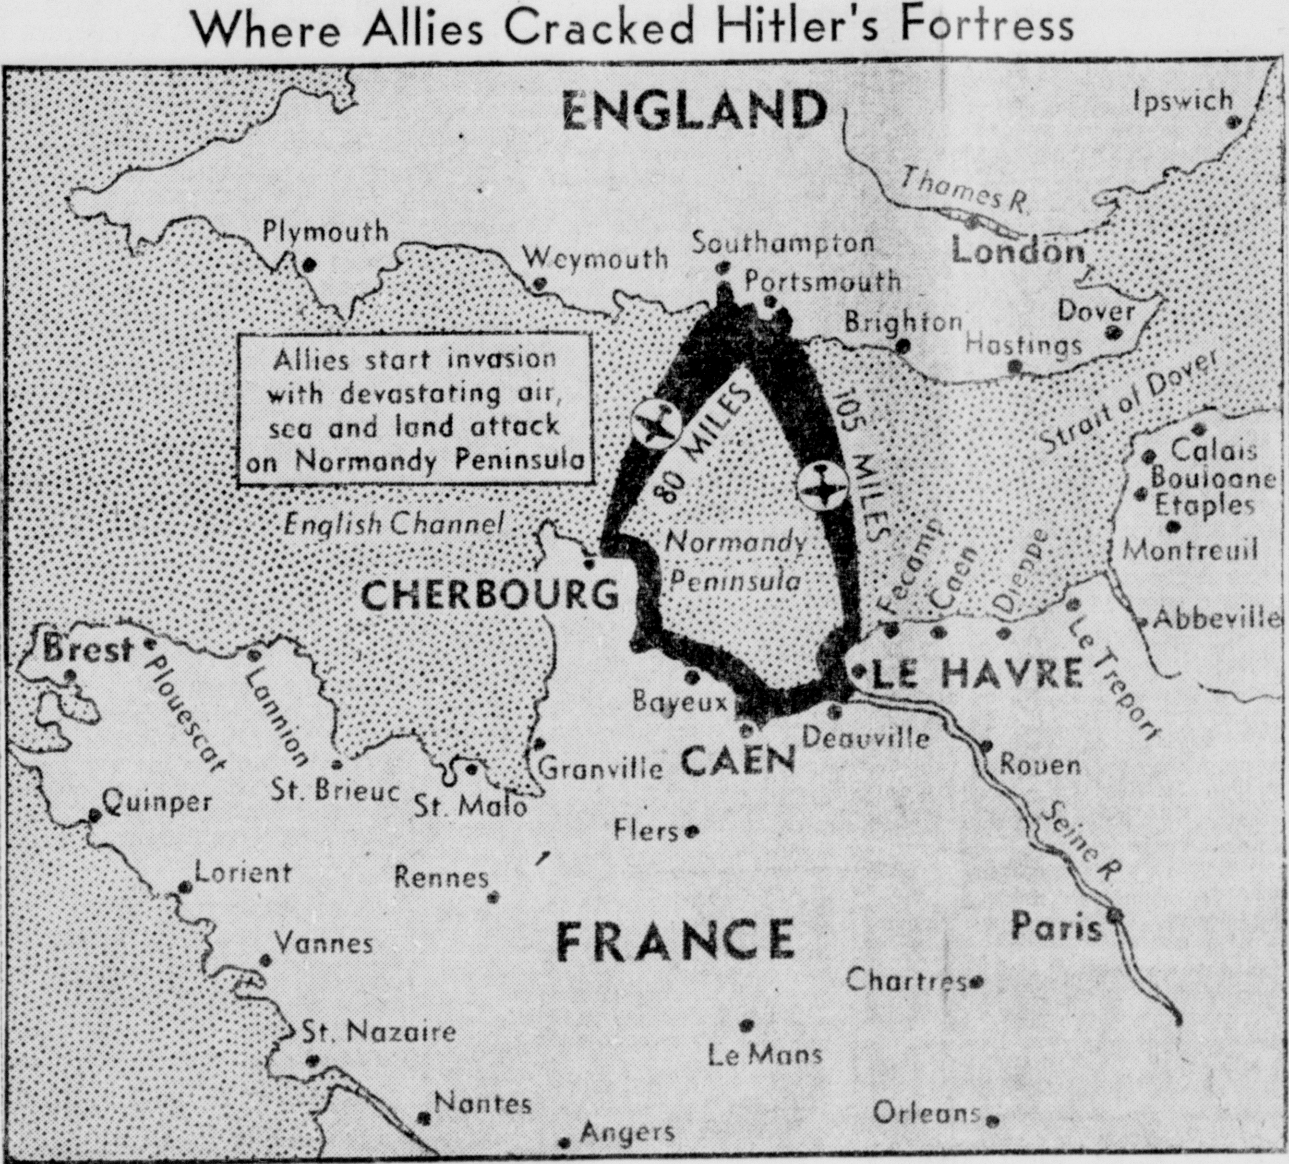 Where Allies Cracked Hitler's Fortress
ENGLAND
Ipswich
Thames R.
London
Plymouth
Weymouth
Southampton
Portsmouth
Brighton
Hastings
Dover
Strait of Dover
Allies start invasion
with devastating air,
sea and land attack
on Normandy Peninsula
80 MILES
105 MILES
English Channel
Normandy
Peninsula
Calais
Bouloane
Etaples
Montreuil
Abbeville
CHERBOURG
Fecamp
Caen
Dieppe
Le Treport
Brest
Plouescat
Lannion
St. Brieuc
St. Malo
Granville
Bayeux
CAEN
Deauville
LE HAVRE
Rouen
Seine R.
Quinper
Lorient
Rennes
Flers
Vannes
FRANCE
Paris
Chartres
St. Nazaire
Le Mans
Nantes
Angers
Orleans